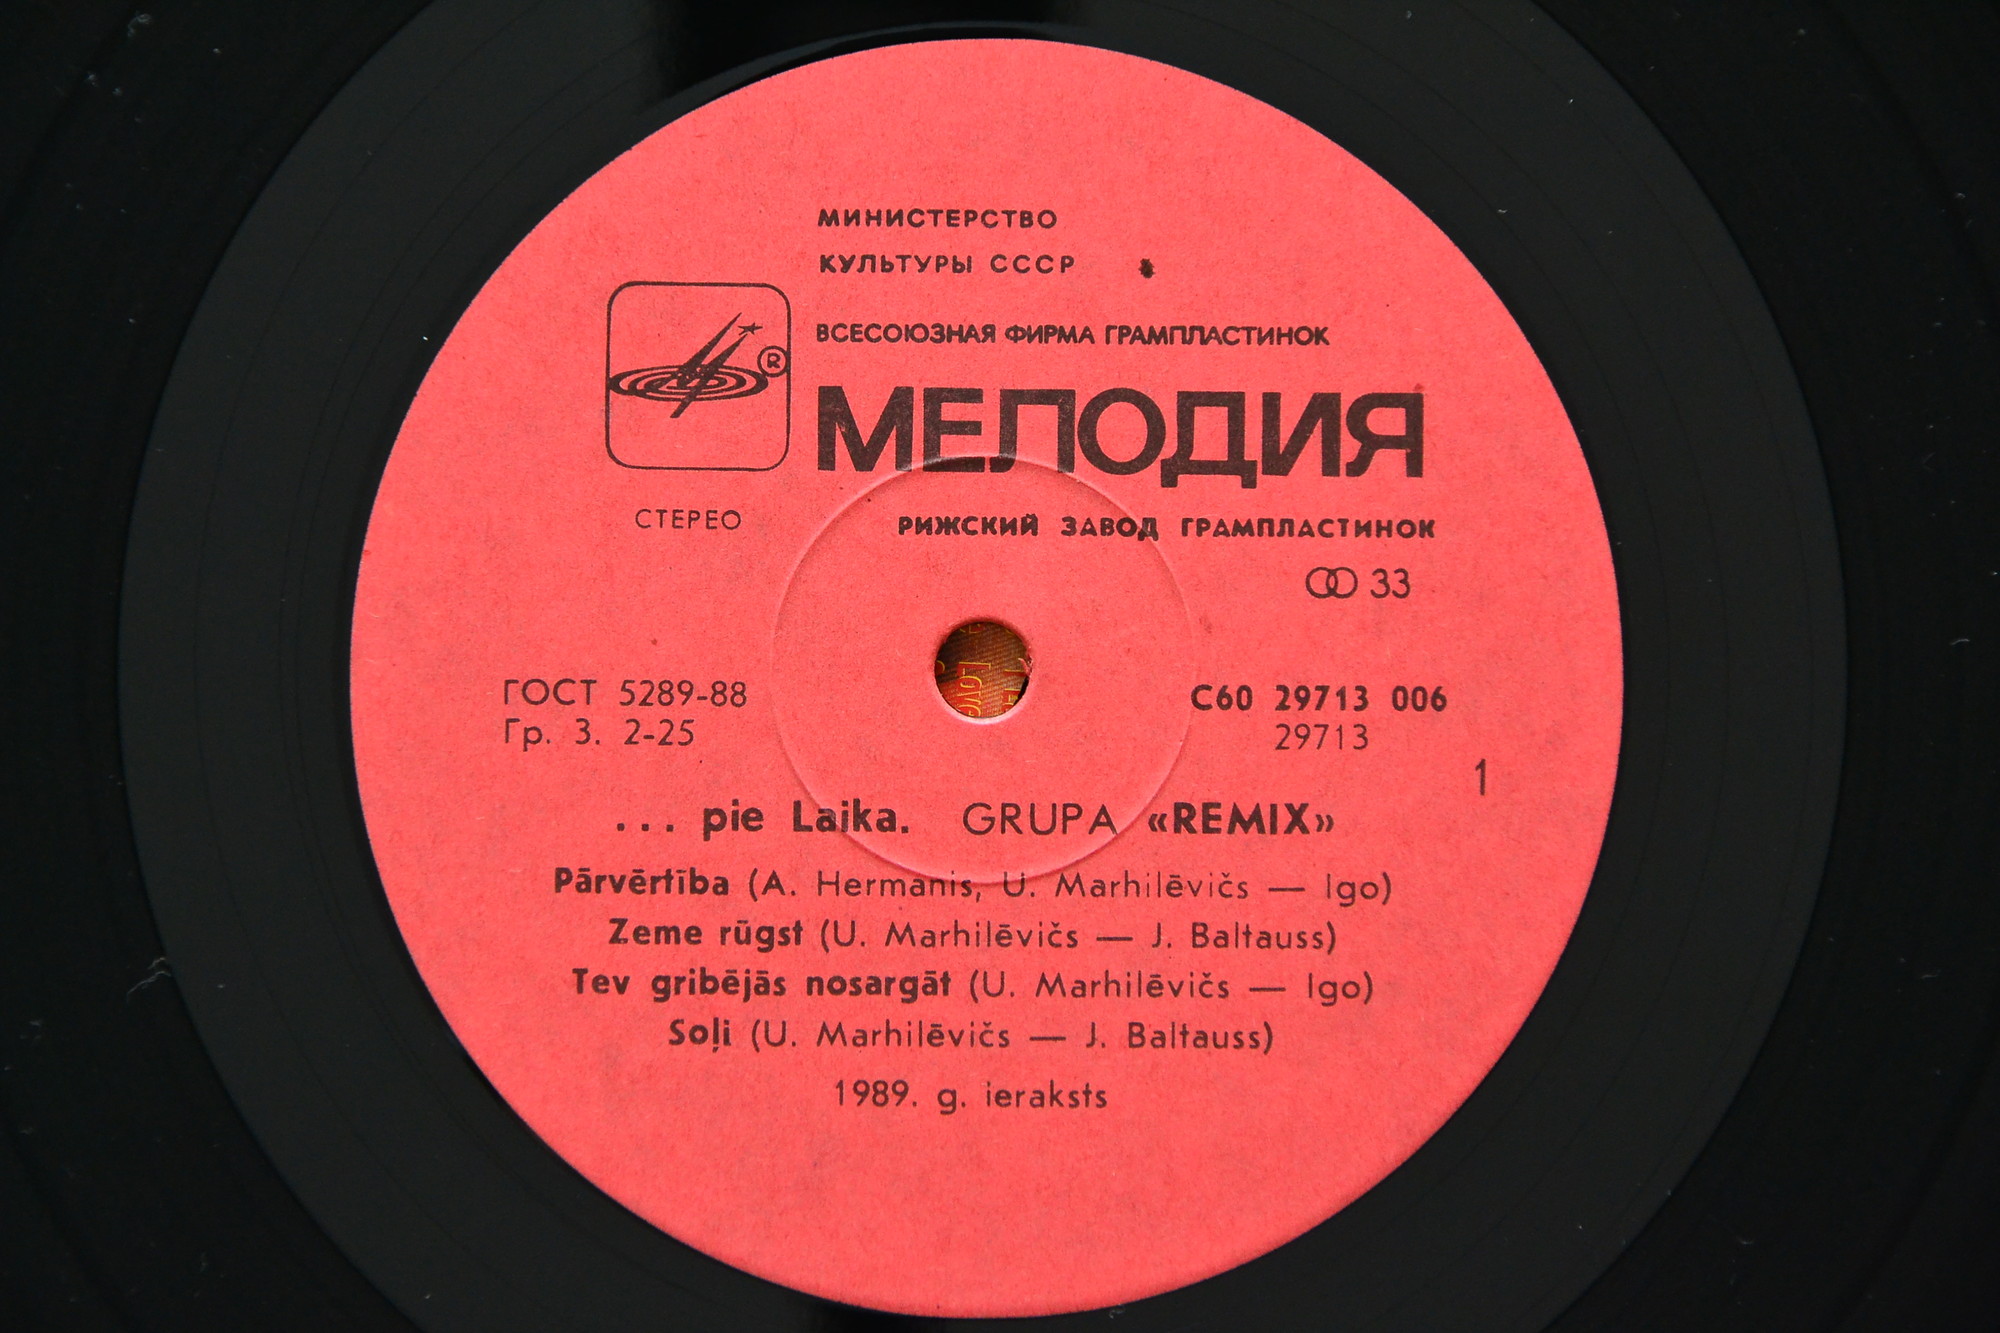 МИНИСТЕРСТВО
КУЛЬТУРЫ СССР
ВСЕСОЮЗНАЯ ФИРМА ГРАМПЛАСТИНОК
®
МЕЛОДИЯ
СТЕРЕО
РИЖСКИЙ ЗАВОД ГРАМПЛАСТИНОК
33
ГОСТ 5289-88
Гр. 3. 2-25
С60 29713 006
29713
1
... pie Laika. GRUPA «REMIX»
Pārvērtība (A. Hermanis, U. Marhilēvičs — Igo)
Zeme rūgst (U. Marhilēvičs — J. Baltauss)
Tev gribējās nosargāt (U. Marhilēvičs — Igo)
Soļi (U. Marhilēvičs — J. Baltauss)
1989. g. ieraksts